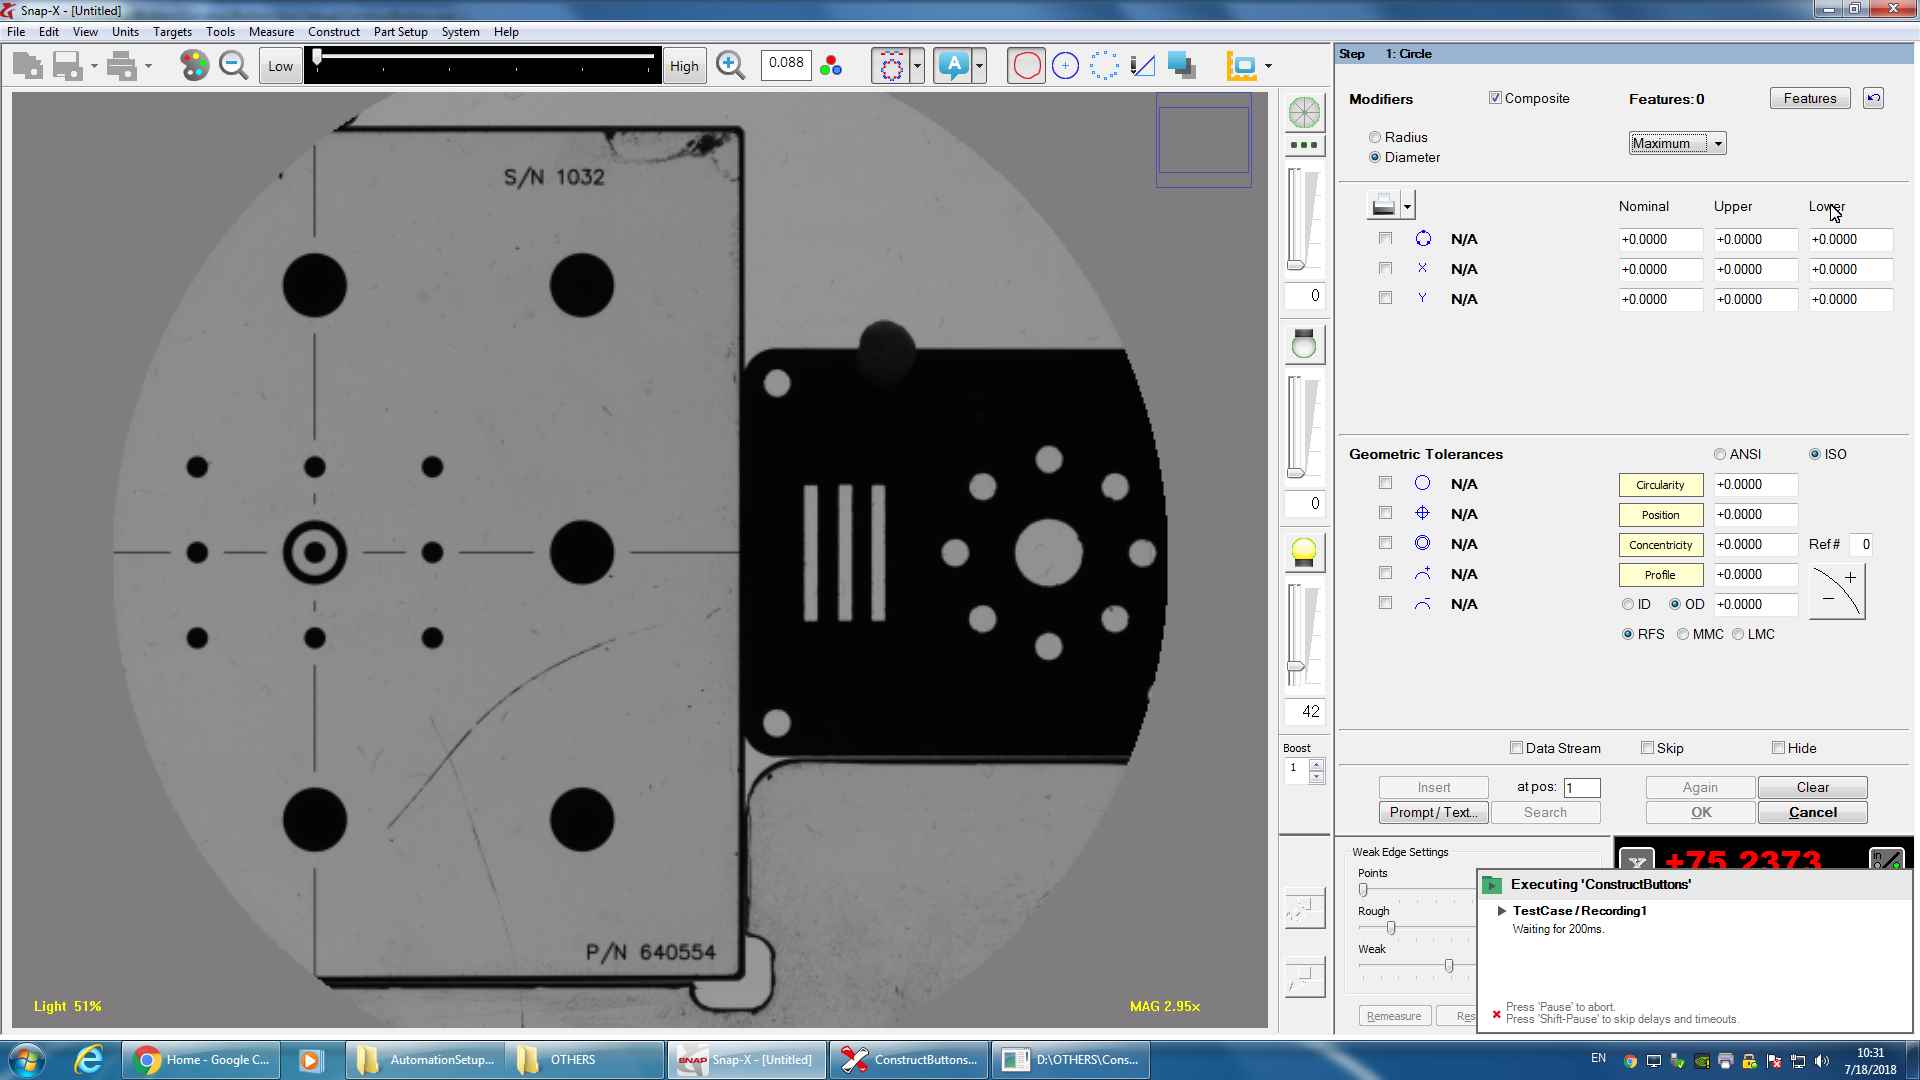 Snap-X - [Untitled]
File Edit View Units Targets Tools Measure Construct Part Setup System Help
Low High 0.088 A
Step 1: Circle
Modifiers Composite Features: 0 Features
Radius
Diameter
Maximum
Nominal Upper Lower
N/A +0.0000 +0.0000 +0.0000
X N/A +0.0000 +0.0000 +0.0000
Y N/A +0.0000 +0.0000 +0.0000
Geometric Tolerances ANSI ISO
N/A Circularity +0.0000
N/A Position +0.0000
N/A Concentricity +0.0000 Ref # 0
N/A Profile +0.0000
N/A ID OD +0.0000
RFS MMC LMC
Data Stream Skip Hide
Insert at pos: 1 Again Clear
Prompt / Text... Search OK Cancel
S/N 1032
P/N 640554
Light 51%
MAG 2.95x
0
0
42
Boost
1
Weak Edge Settings
Points
Rough
Weak
Remeasure Res
X +75.2373 in
Executing 'ConstructButtons'
TestCase / Recording1
Waiting for 200ms.
Press 'Pause' to abort.
Press 'Shift-Pause' to skip delays and timeouts.
Home - Google C...
AutomationSetup...
OTHERS
SNAP Snap-X - [Untitled]
ConstructButtons...
D:\OTHERS\Cons...
EN
10:31
7/18/2018